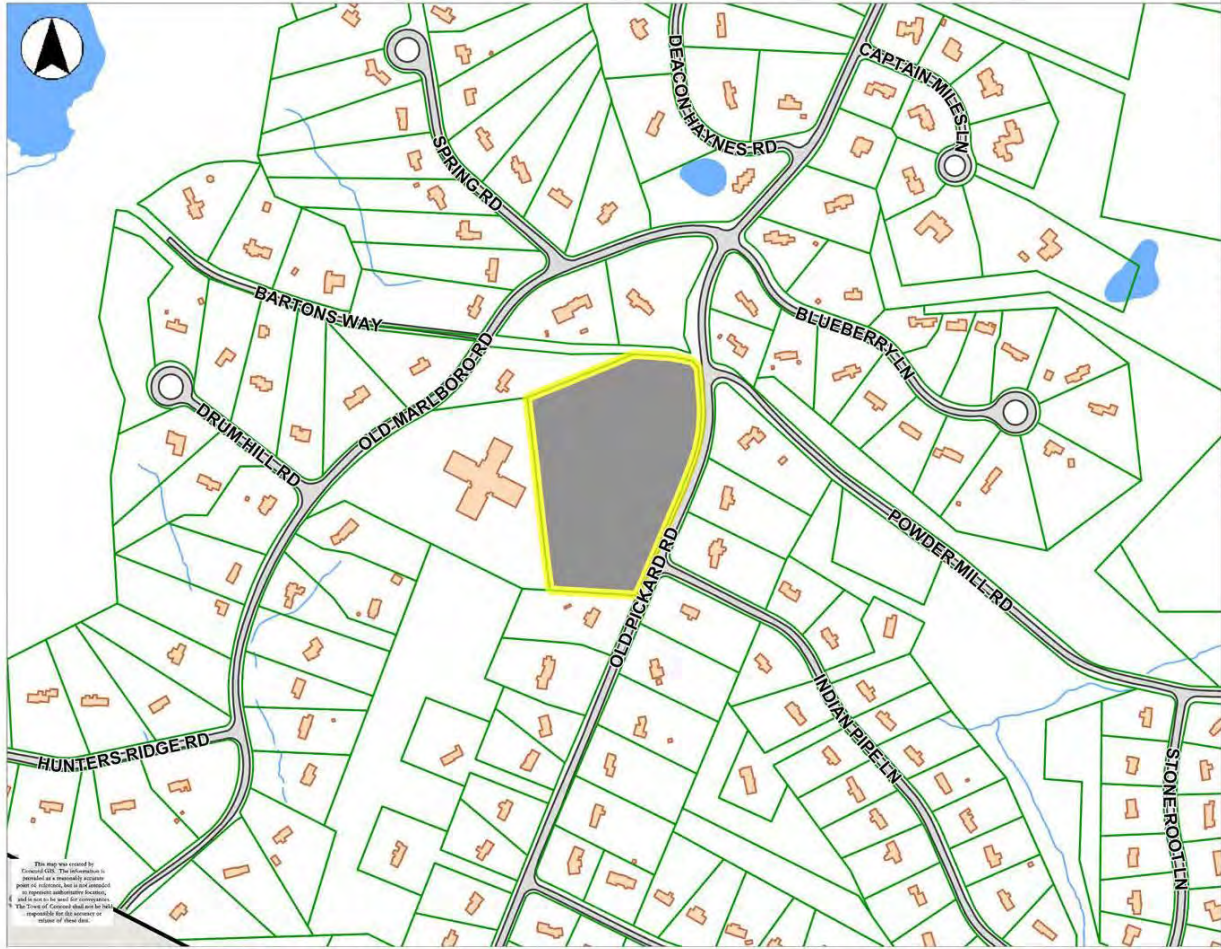 DEACON HAYNES RD
CAPTAIN MILES LN
SPRING RD
BARTONS WAY
OLD MARLBORO RD
BLUEBERRY LN
DRUM HILL RD
POWDER MILL RD
OLD PICKARD RD
INDIAN PIPE LN
HUNTERS RIDGE RD
STONE ROOT LN
This map was created by
Concord GIS. The information is
provided as a reasonably accurate
point of reference, but is not intended
to represent authoritative location,
and is not to be used for conveyances.
The Town of Concord shall not be held
responsible for the accuracy or
misuse of these data.